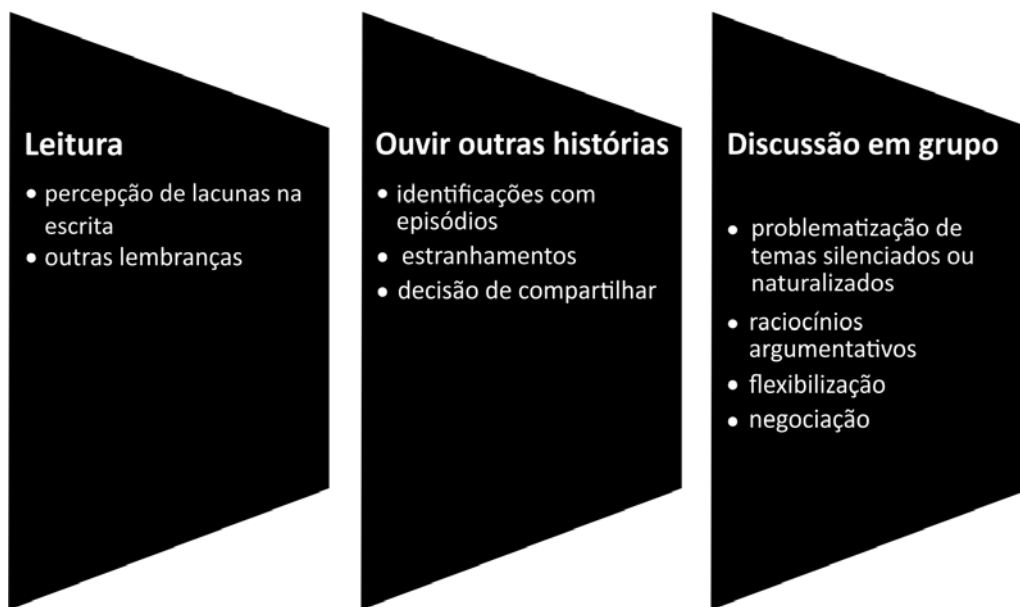 Leitura
• percepção de lacunas na
escrita
• outras lembranças
Ouvir outras histórias
• identificações com
episódios
• estranhamentos
• decisão de compartilhar
Discussão em grupo
• problematização de
temas silenciados ou
naturalizados
• raciocínios
argumentativos
• flexibilização
• negociação